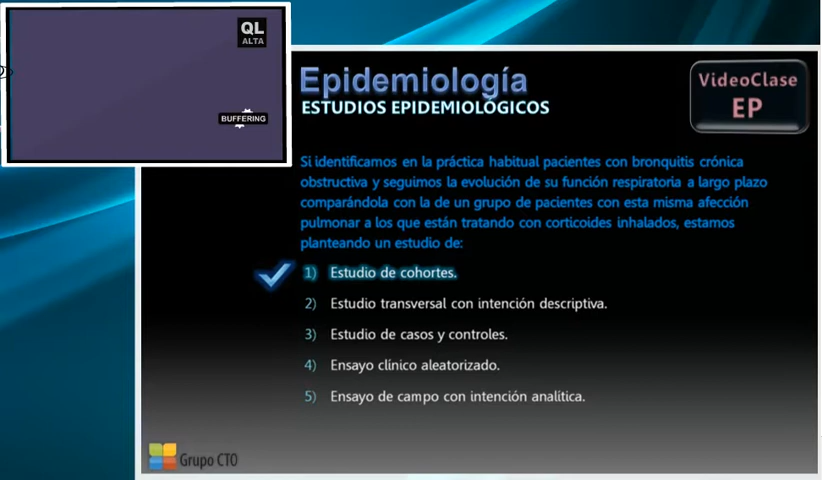 QL
ALTA
BUFFERING
Epidemiología
ESTUDIOS EPIDEMIOLÓGICOS
VideoClase
EP
Si identificamos en la práctica habitual pacientes con bronquitis crónica
obstructiva y seguimos la evolución de su función respiratoria a largo plazo
comparándola con la de un grupo de pacientes con esta misma afección
pulmonar a los que están tratando con corticoides inhalados, estamos
planteando un estudio de:
1) Estudio de cohortes.
2) Estudio transversal con intención descriptiva.
3) Estudio de casos y controles.
4) Ensayo clínico aleatorizado.
5) Ensayo de campo con intención analítica.
Grupo CTO